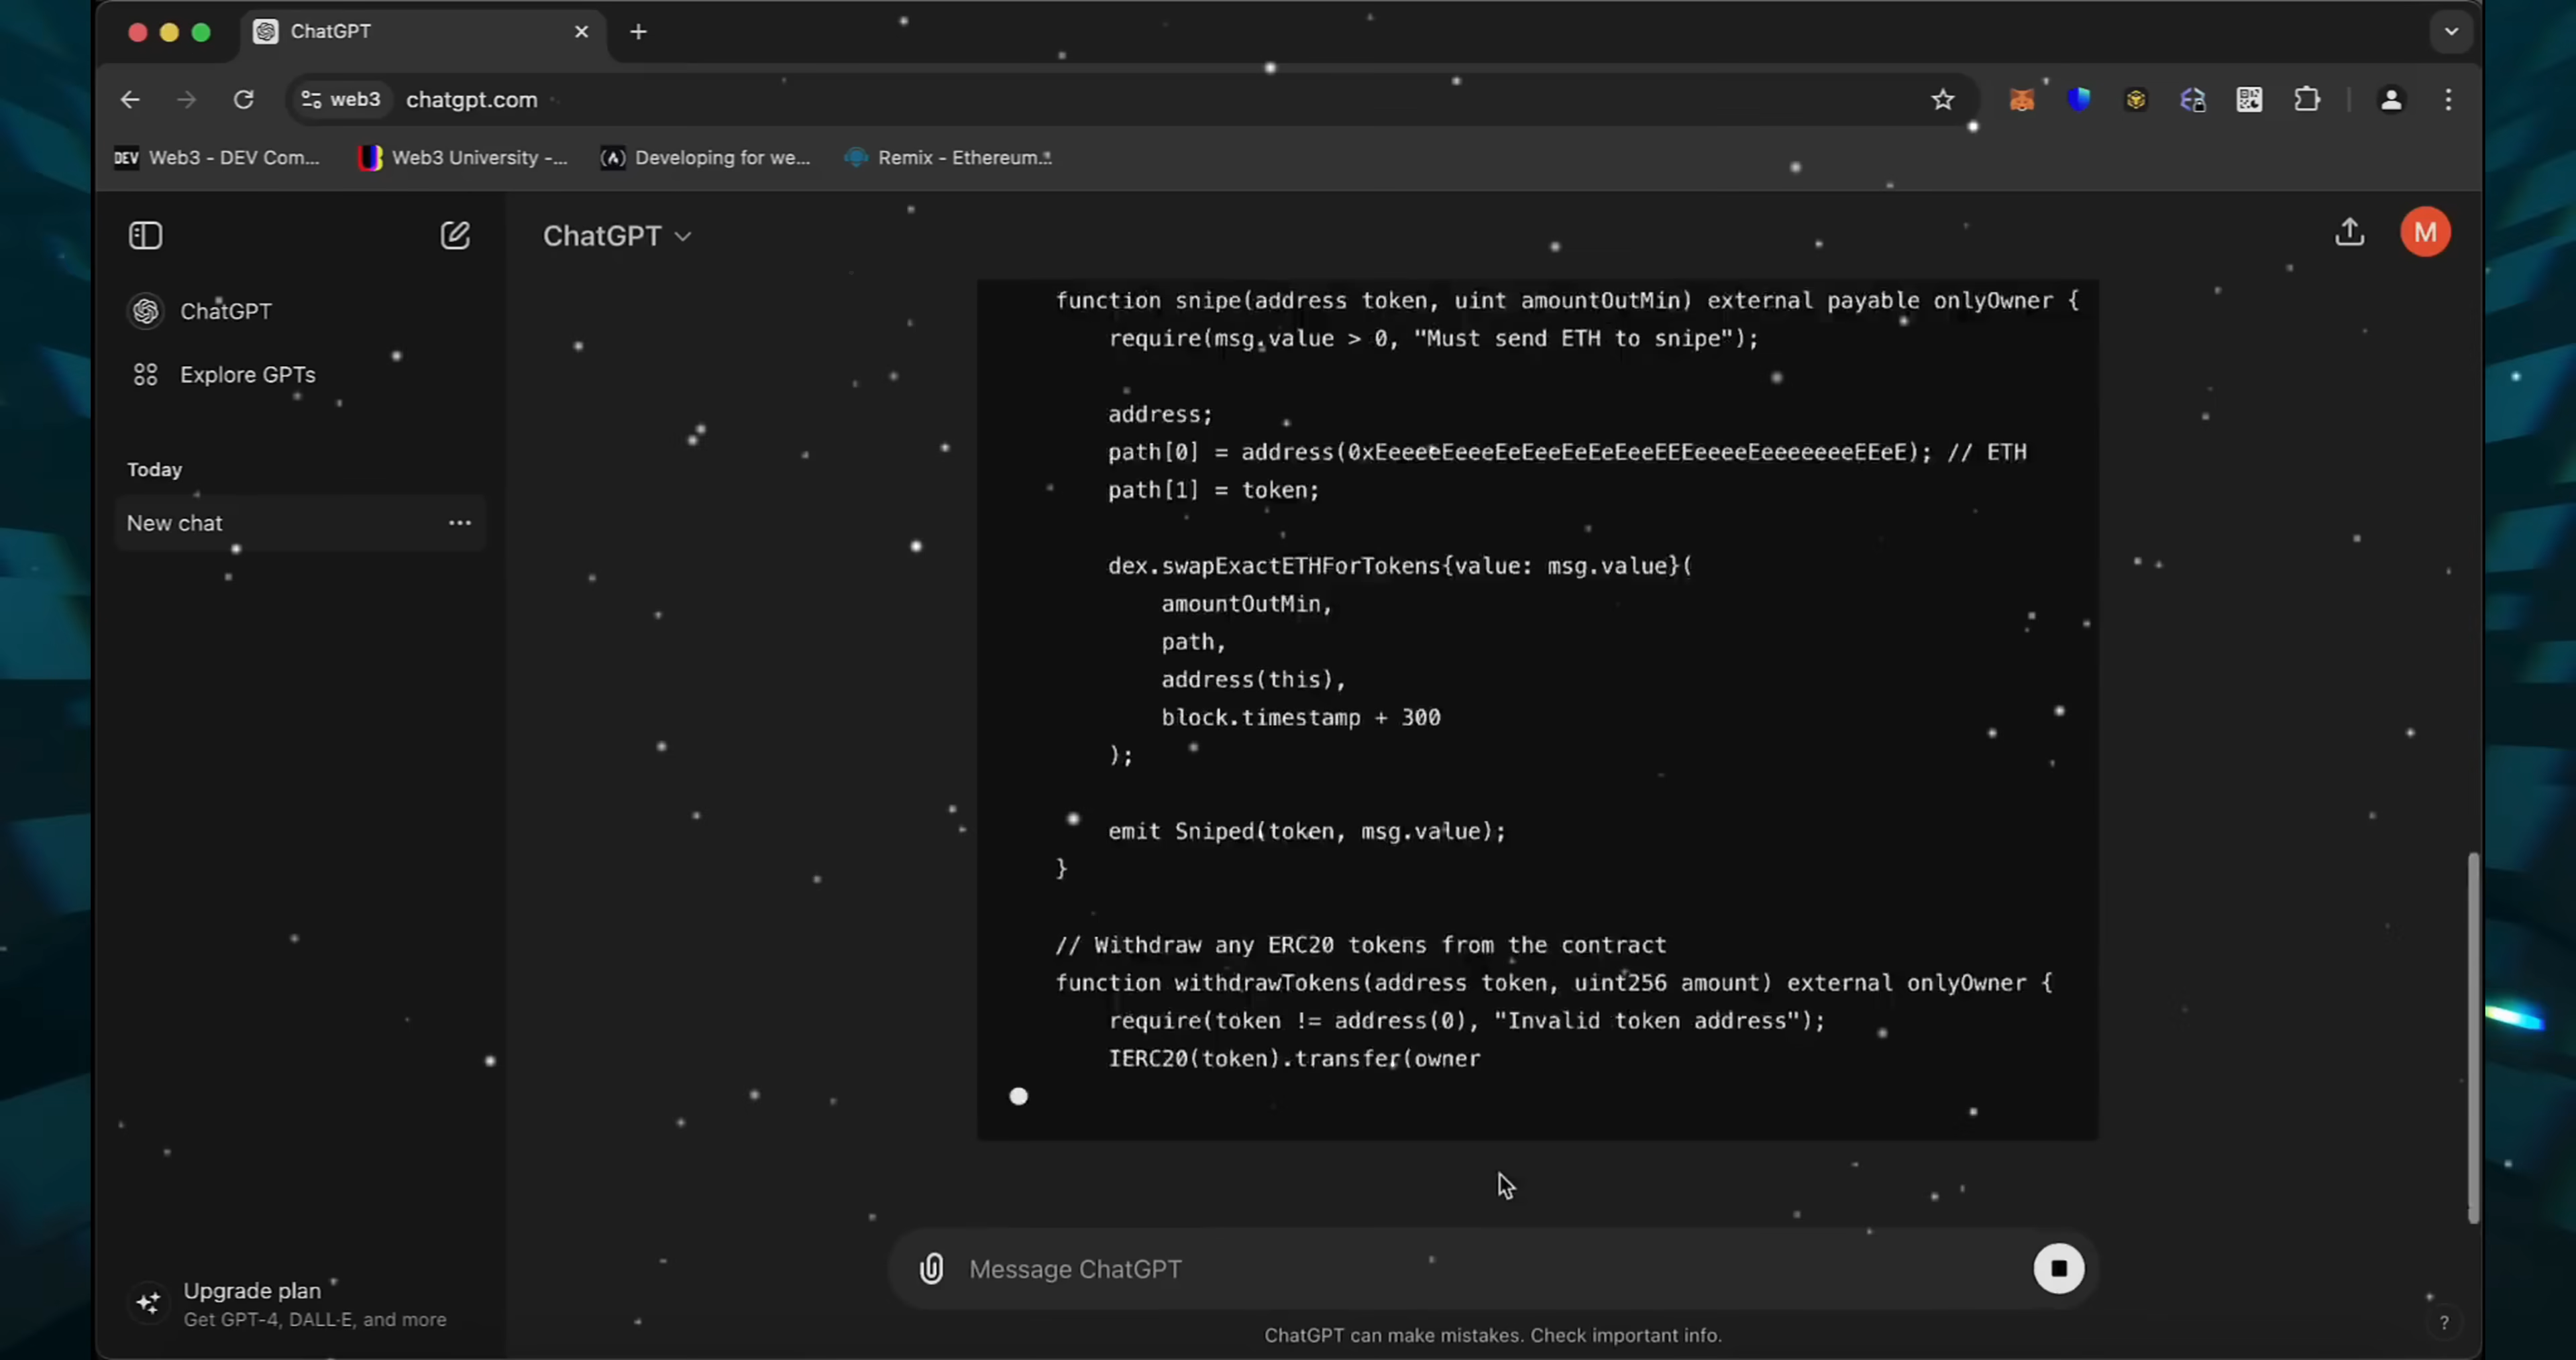 ChatGPT
web3 chatgpt.com
Web3 - DEV Com...
Web3 University -...
Developing for we...
Remix - Ethereum...
ChatGPT
Explore GPTs
Today
New chat
Upgrade plan
Get GPT-4, DALL·E, and more
ChatGPT
M
function snipe(address token, uint amountOutMin) external payable onlyOwner {
require(msg.value > 0, "Must send ETH to snipe");
address;
path[0] = address(0xEeeeeEeeeEeEeeEeEeEeeEEEeeeeEeeeeeeeEEeE); // ETH
path[1] = token;
dex.swapExactETHForTokens{value: msg.value}(
amountOutMin,
path,
address(this),
block.timestamp + 300
);
emit Sniped(token, msg.value);
}
// Withdraw any ERC20 tokens from the contract
function withdrawTokens(address token, uint256 amount) external onlyOwner {
require(token != address(0), "Invalid token address");
IERC20(token).transfer(owner
Message ChatGPT
ChatGPT can make mistakes. Check important info.
?